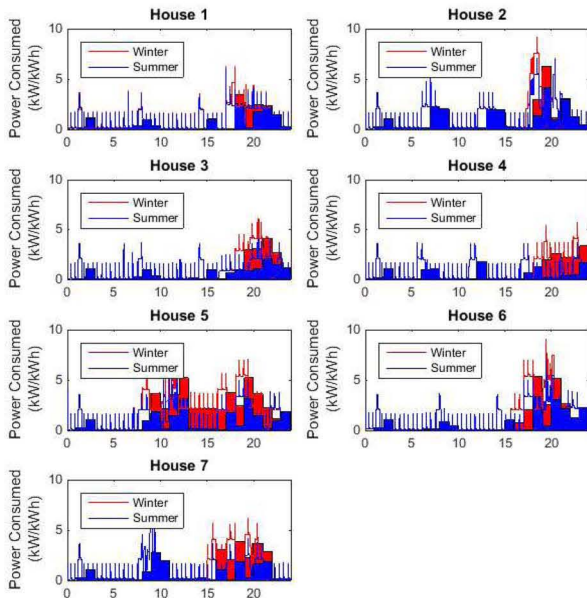 House 1
10
5
0
Power Consumed
(kW/kWh)
Winter
Summer
0 5 10 15 20
House 2
10
5
0
Power Consumed
(kW/kWh)
Winter
Summer
0 5 10 15 20
House 3
10
5
0
Power Consumed
(kW/kWh)
Winter
Summer
0 5 10 15 20
House 4
10
5
0
Power Consumed
(kW/kWh)
Winter
Summer
0 5 10 15 20
House 5
10
5
0
Power Consumed
(kW/kWh)
Winter
Summer
0 5 10 15 20
House 6
10
5
0
Power Consumed
(kW/kWh)
Winter
Summer
0 5 10 15 20
House 7
10
5
0
Power Consumed
(kW/kWh)
Winter
Summer
0 5 10 15 20